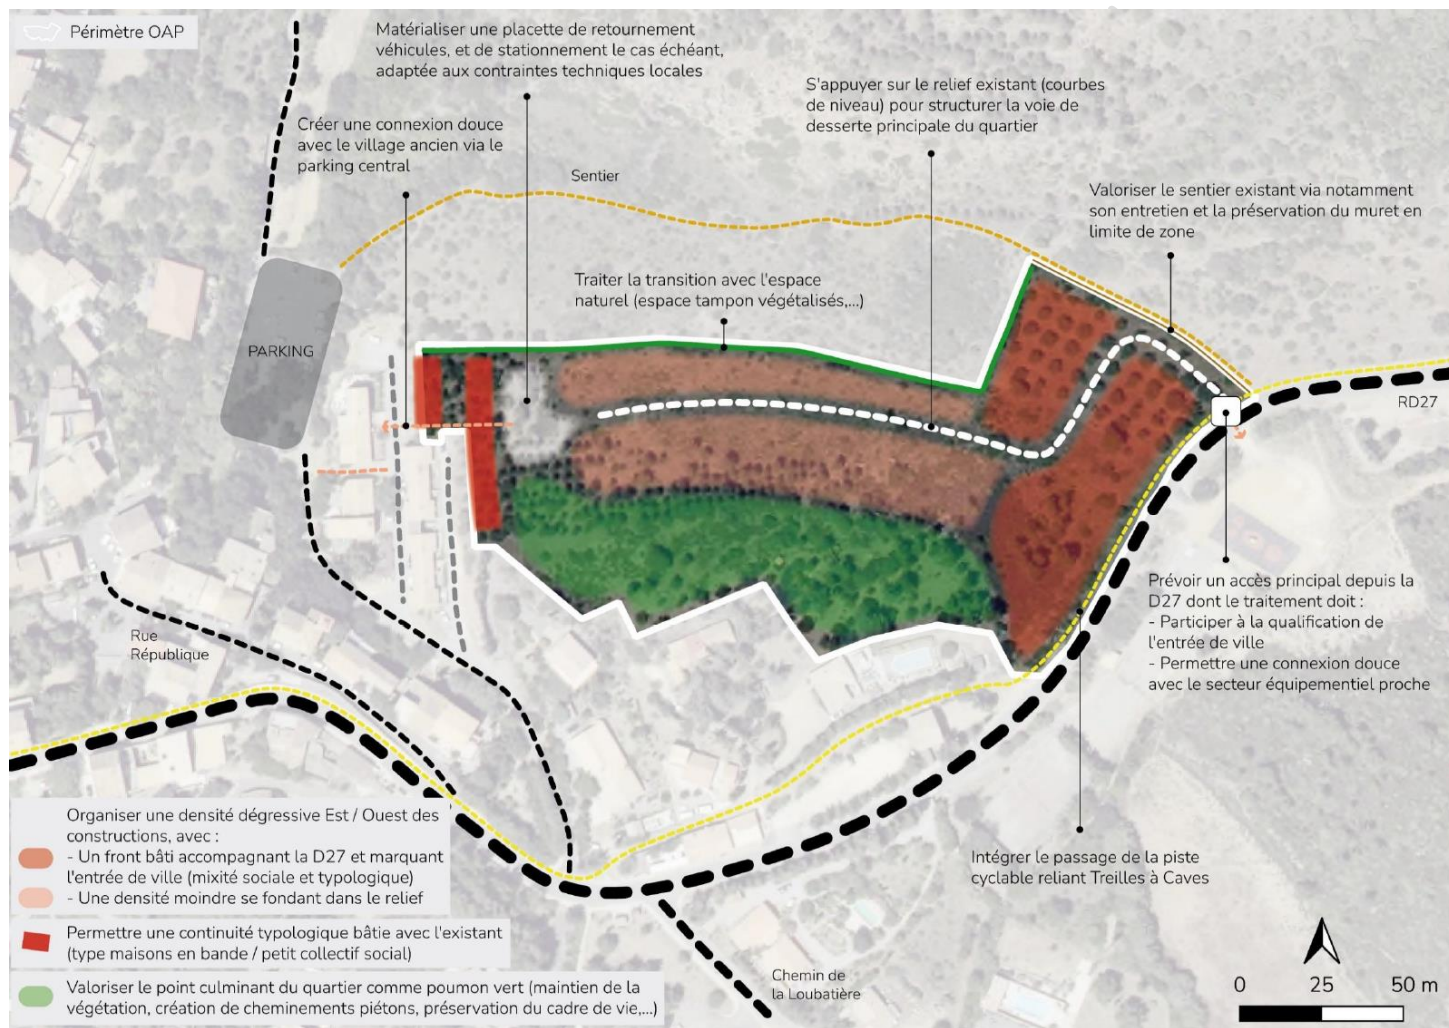 Périmètre OAP
Matérialiser une placette de retournement
véhicules, et de stationnement le cas échéant,
adaptée aux contraintes techniques locales
S'appuyer sur le relief existant (courbes
de niveau) pour structurer la voie de
desserte principale du quartier
Créer une connexion douce
avec le village ancien via le
parking central
Sentier
Valoriser le sentier existant via notamment
son entretien et la préservation du muret en
limite de zone
Traiter la transition avec l'espace
naturel (espace tampon végétalisés,...)
PARKING
RD27
Prévoir un accès principal depuis la
D27 dont le traitement doit :
- Participer à la qualification de
l'entrée de ville
- Permettre une connexion douce
avec le secteur équipementiel proche
Rue
République
Intégrer le passage de la piste
cyclable reliant Treilles à Caves
Organiser une densité dégressive Est / Ouest des
constructions, avec :
- Un front bâti accompagnant la D27 et marquant
l'entrée de ville (mixité sociale et typologique)
- Une densité moindre se fondant dans le relief
Permettre une continuité typologique bâtie avec l'existant
(type maisons en bande / petit collectif social)
Valoriser le point culminant du quartier comme poumon vert (maintien de la
végétation, création de cheminements piétons, préservation du cadre de vie,...)
Chemin de
la Loubatière
0 25 50 m